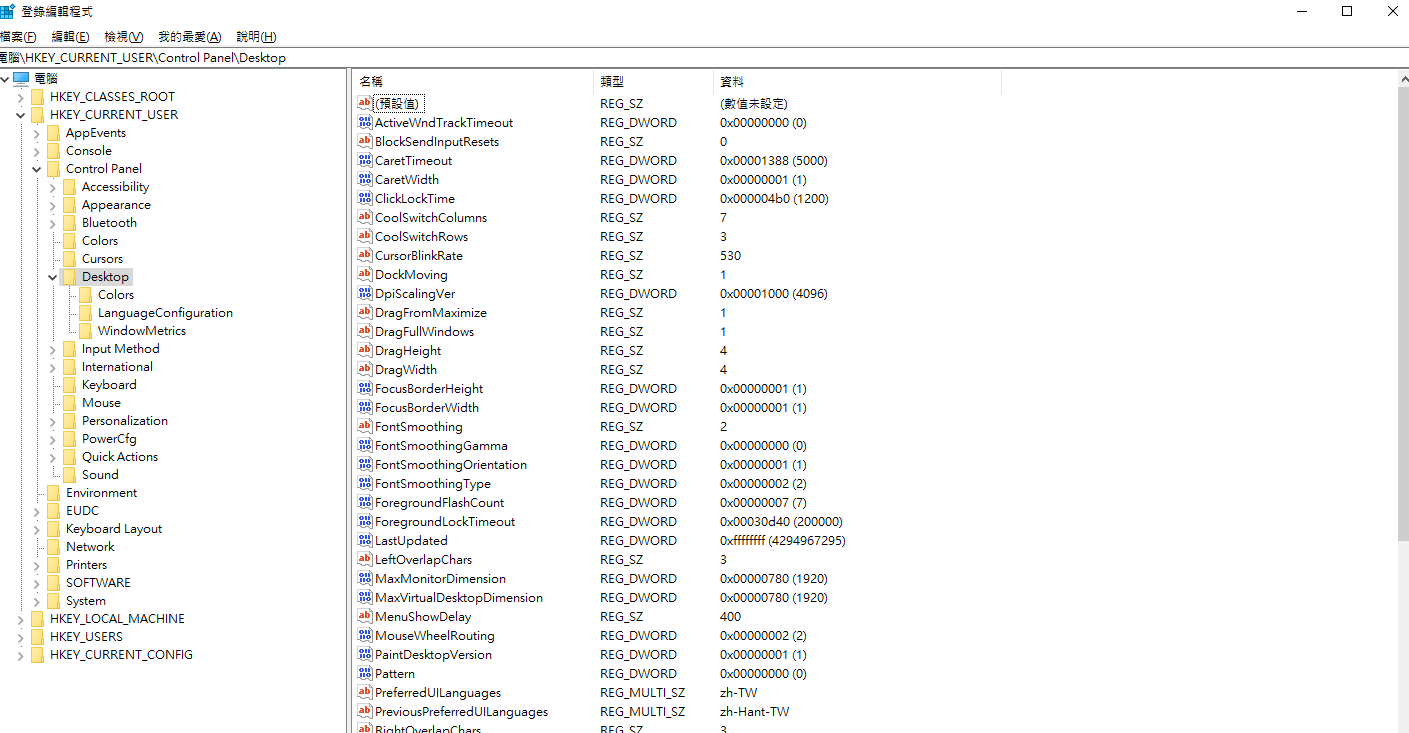 登錄編輯程式
檔案(F) 編輯(E) 檢視(V) 我的最愛(A) 說明(H)
電腦\HKEY_CURRENT_USER\Control Panel\Desktop
電腦
HKEY_CLASSES_ROOT
HKEY_CURRENT_USER
AppEvents
Console
Control Panel
Accessibility
Appearance
Bluetooth
Colors
Cursors
Desktop
Colors
LanguageConfiguration
WindowMetrics
Input Method
International
Keyboard
Mouse
Personalization
PowerCfg
Quick Actions
Sound
Environment
EUDC
Keyboard Layout
Network
Printers
SOFTWARE
System
HKEY_LOCAL_MACHINE
HKEY_USERS
HKEY_CURRENT_CONFIG
名稱 類型 資料
(預設值) REG_SZ (數值未設定)
ActiveWndTrackTimeout REG_DWORD 0x00000000 (0)
BlockSendInputResets REG_SZ 0
CaretTimeout REG_DWORD 0x00001388 (5000)
CaretWidth REG_DWORD 0x00000001 (1)
ClickLockTime REG_DWORD 0x000004b0 (1200)
CoolSwitchColumns REG_SZ 7
CoolSwitchRows REG_SZ 3
CursorBlinkRate REG_SZ 530
DockMoving REG_SZ 1
DpiScalingVer REG_DWORD 0x00001000 (4096)
DragFromMaximize REG_SZ 1
DragFullWindows REG_SZ 1
DragHeight REG_SZ 4
DragWidth REG_SZ 4
FocusBorderHeight REG_DWORD 0x00000001 (1)
FocusBorderWidth REG_DWORD 0x00000001 (1)
FontSmoothing REG_SZ 2
FontSmoothingGamma REG_DWORD 0x00000000 (0)
FontSmoothingOrientation REG_DWORD 0x00000001 (1)
FontSmoothingType REG_DWORD 0x00000002 (2)
ForegroundFlashCount REG_DWORD 0x00000007 (7)
ForegroundLockTimeout REG_DWORD 0x00030d40 (200000)
LastUpdated REG_DWORD 0xffffffff (4294967295)
LeftOverlapChars REG_SZ 3
MaxMonitorDimension REG_DWORD 0x00000780 (1920)
MaxVirtualDesktopDimension REG_DWORD 0x00000780 (1920)
MenuShowDelay REG_SZ 400
MouseWheelRouting REG_DWORD 0x00000002 (2)
PaintDesktopVersion REG_DWORD 0x00000001 (1)
Pattern REG_DWORD 0x00000000 (0)
PreferredUILanguages REG_MULTI_SZ zh-TW
PreviousPreferredUILanguages REG_MULTI_SZ zh-Hant-TW
RightOverlapChars REG_SZ 3